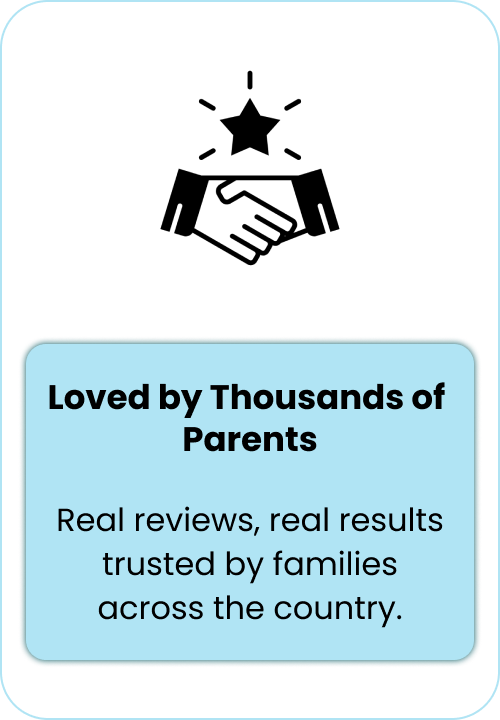 Loved by Thousands of
Parents
Real reviews, real results
trusted by families
across the country.